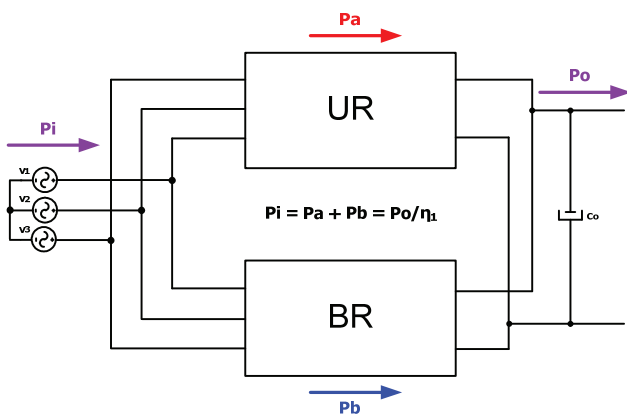 Pa
Po
UR
Pi
V1
V2
V3
Pi = Pa + Pb = Po/η₁
Co
BR
Pb